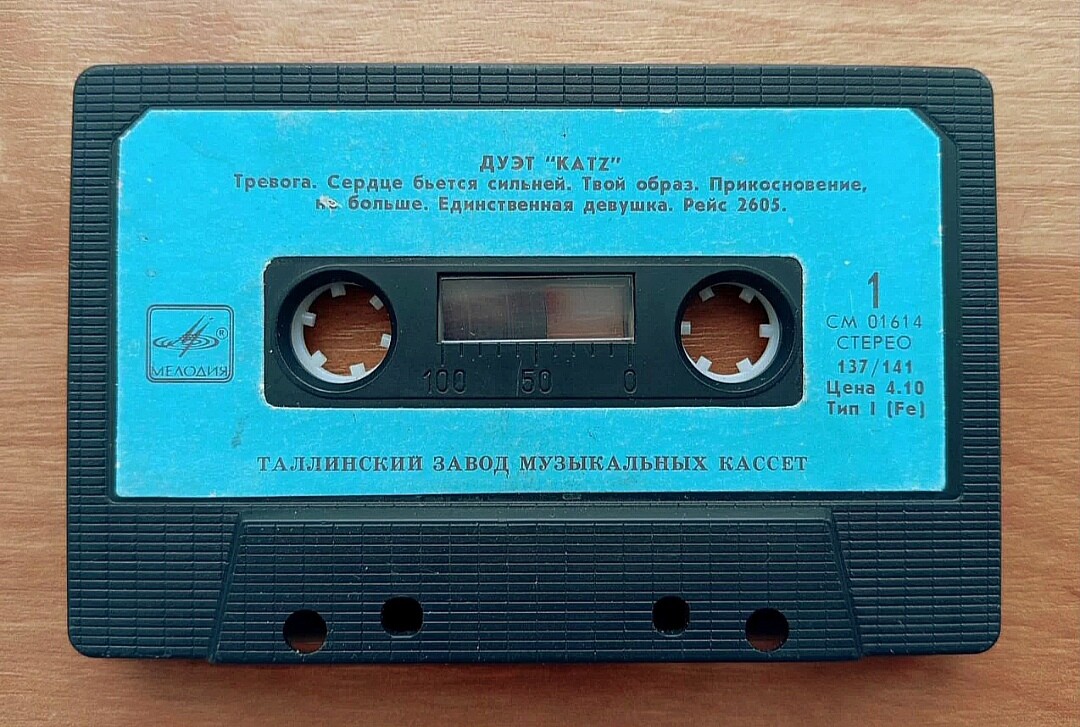 ДУЭТ "KATZ"
Тревога. Сердце бьется сильней. Твой образ. Прикосновение,
не больше. Единственная девушка. Рейс 2605.
1
СМ 01614
СТЕРЕО
137/141
Цена 4.10
Тип I (Fe)
®
МЕЛОДИЯ
100 50 0
ТАЛЛИНСКИЙ ЗАВОД МУЗЫКАЛЬНЫХ КАССЕТ